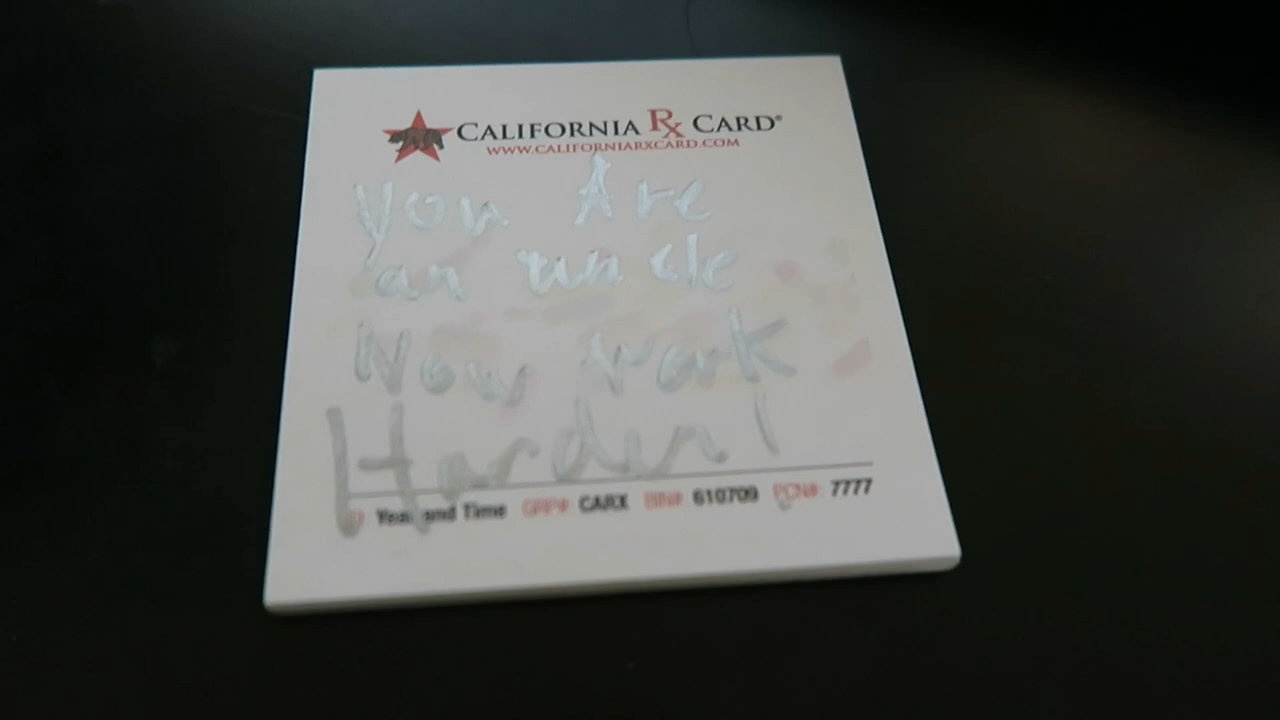 CALIFORNIA Rx CARD®
WWW.CALIFORNIARXCARD.COM
You Are
an uncle
Now work
Harder!
Year and Time GRP#: CARX BIN#: 610709 PCN#: 7777